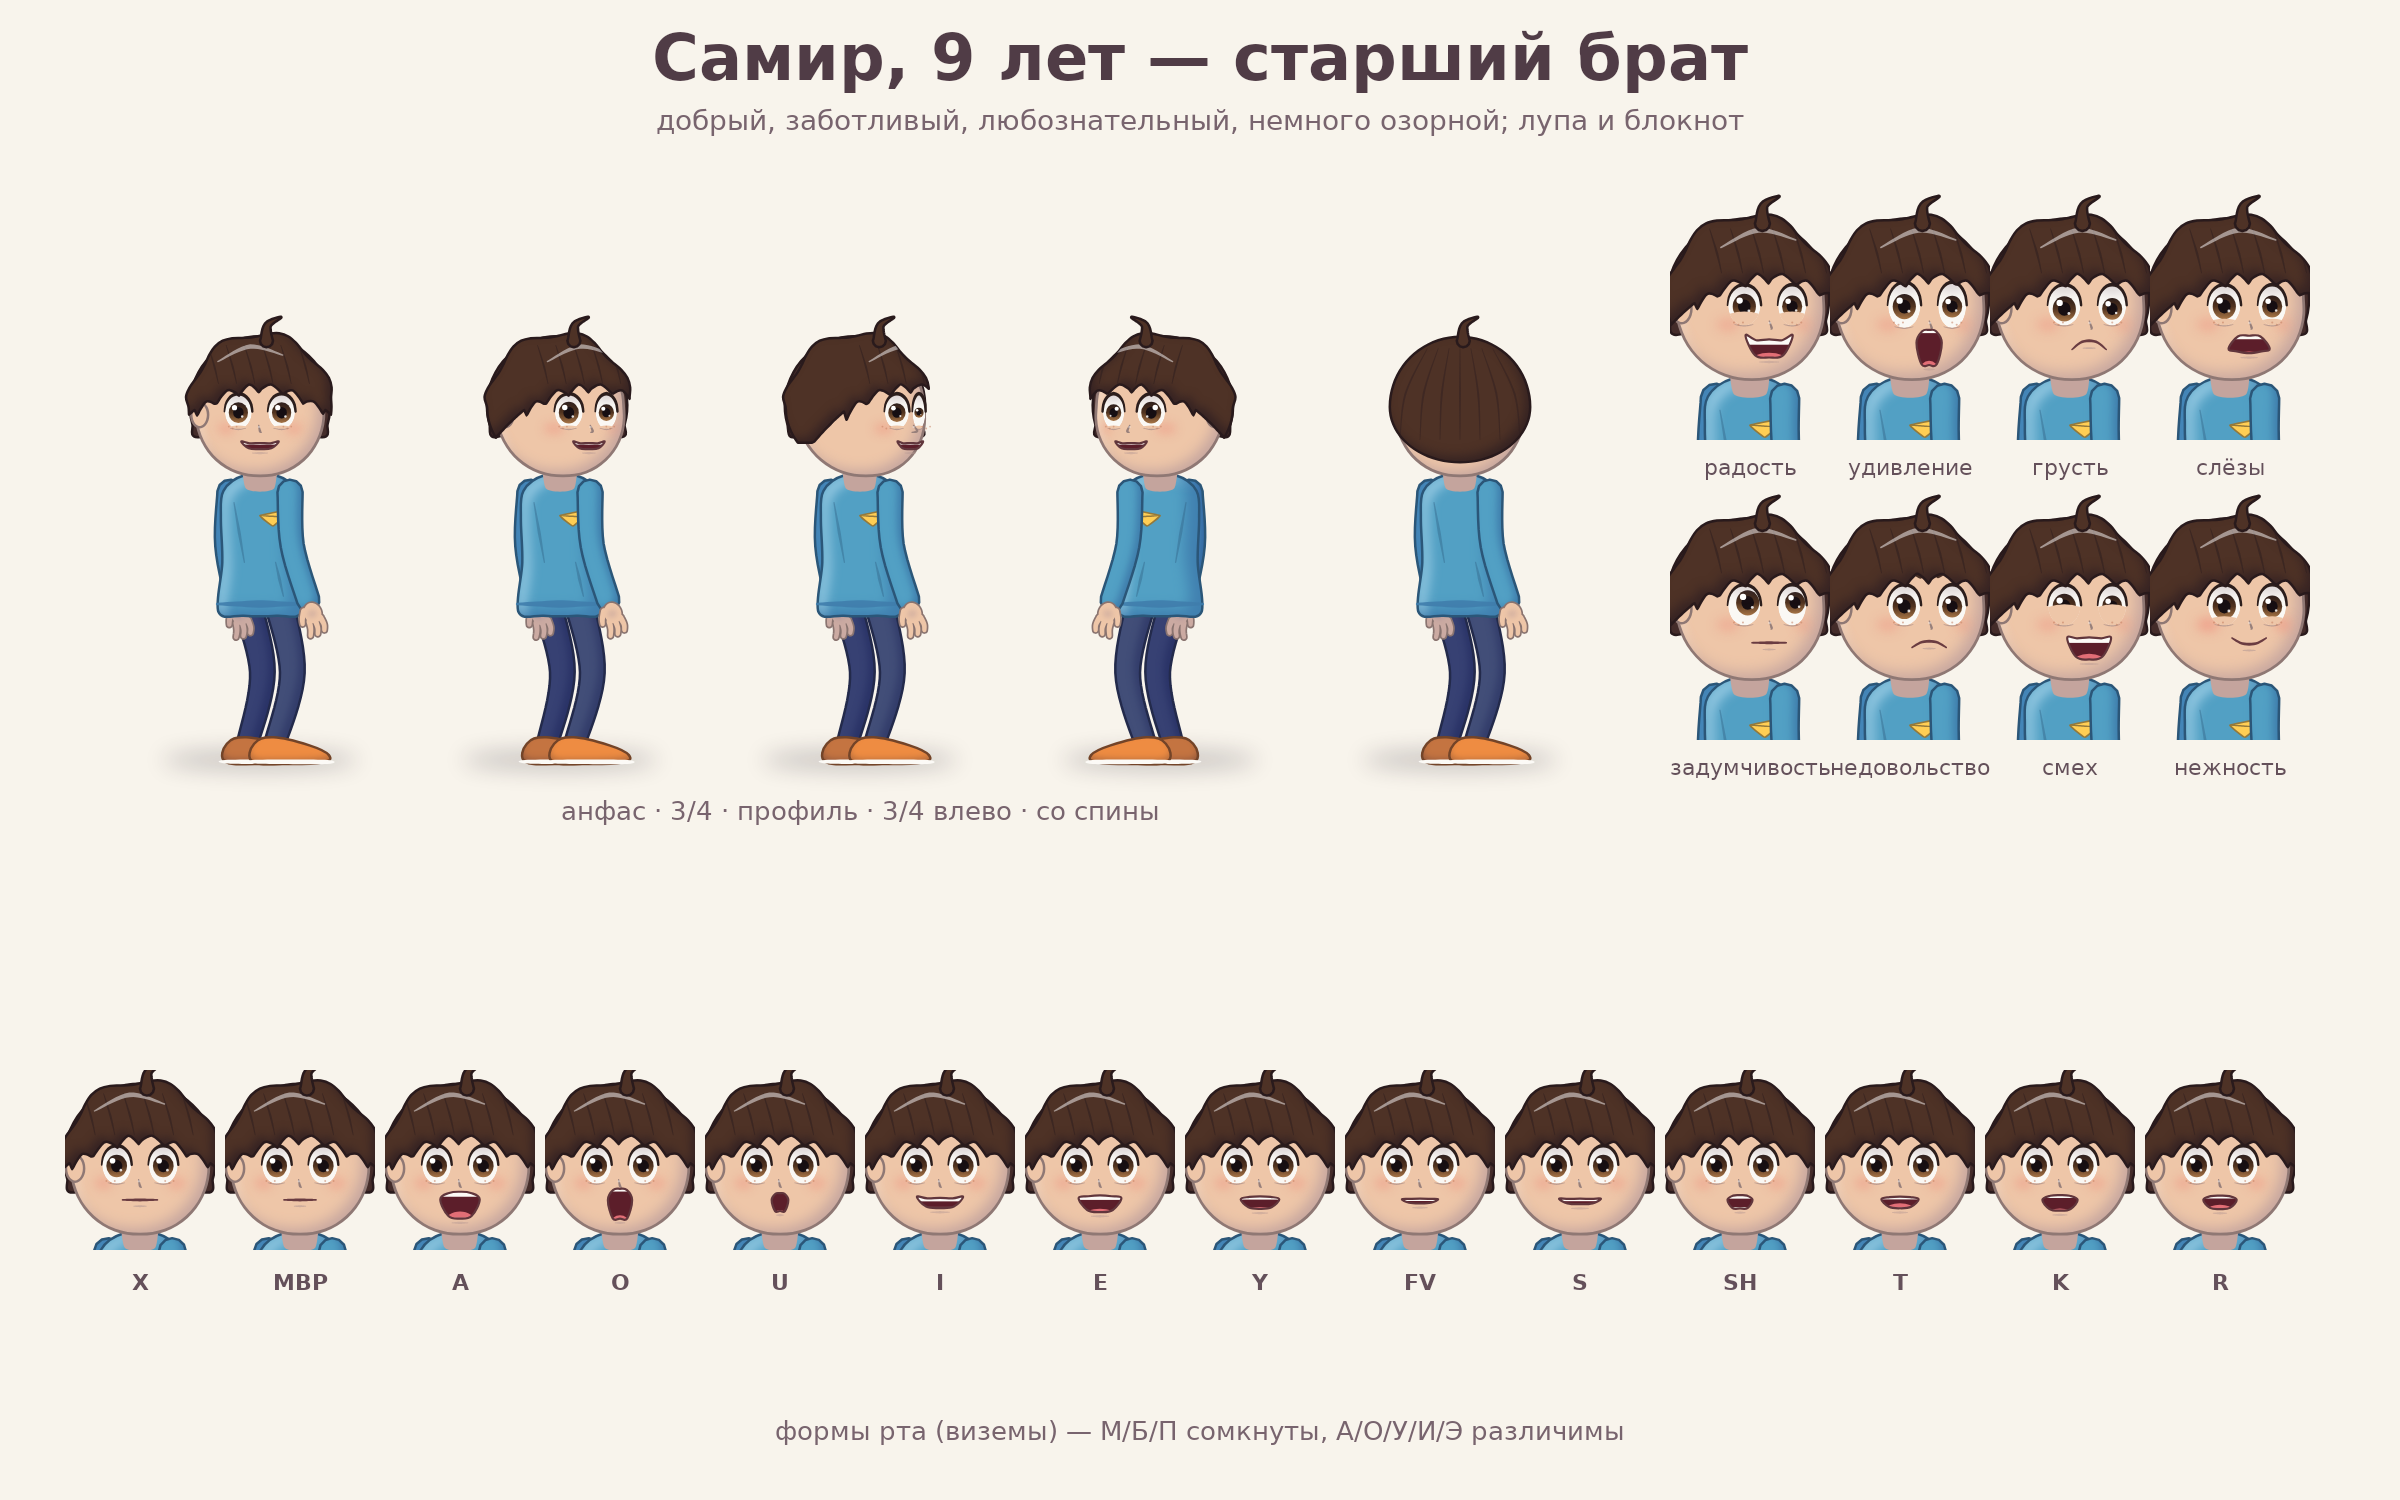 Самир, 9 лет — старший брат
добрый, заботливый, любознательный, немного озорной; лупа и блокнот
радость удивление грусть слёзы
задумчивость недовольство смех нежность
анфас · 3/4 · профиль · 3/4 влево · со спины
X MBP A O U I E Y FV S SH T K R
формы рта (виземы) — М/Б/П сомкнуты, А/О/У/И/Э различимы